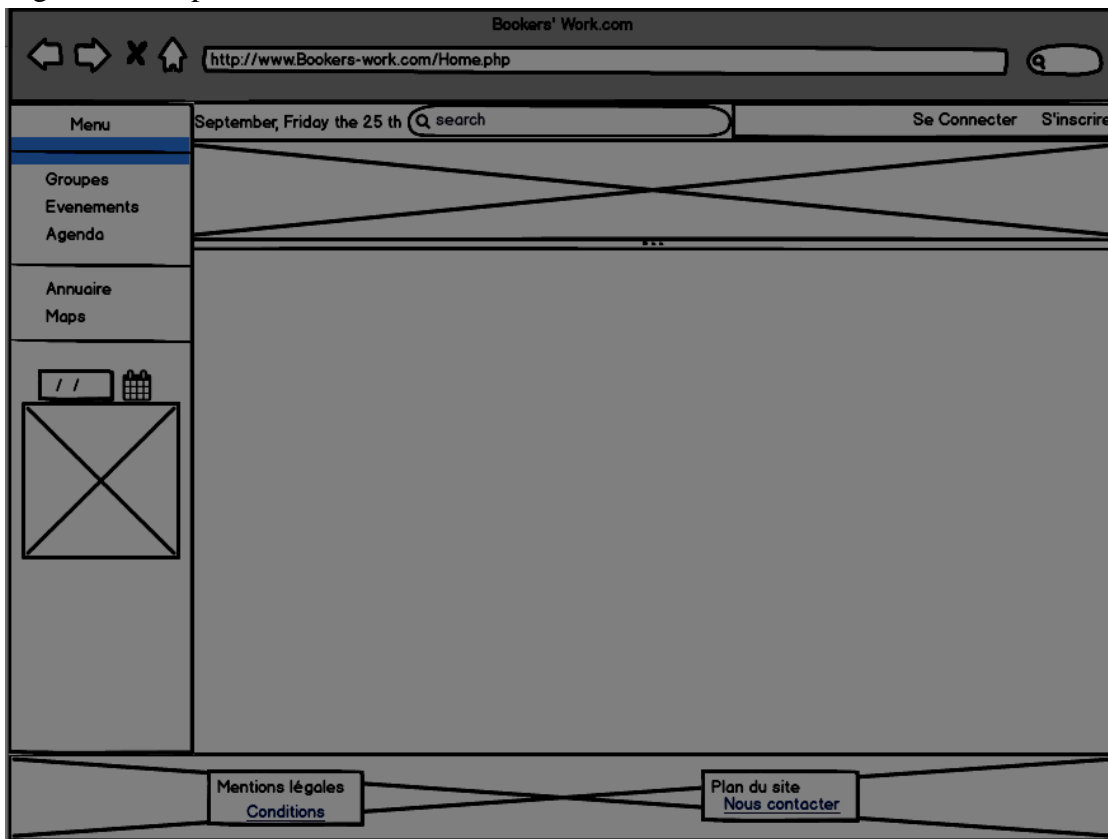 Bookers' Work.com
http://www.Bookers-work.com/Home.php
Menu
September, Friday the 25 th
search
Se Connecter
S'inscrire
Groupes
Evenements
Agenda
Annuaire
Maps
/ /
Mentions légales
Conditions
Plan du site
Nous contacter